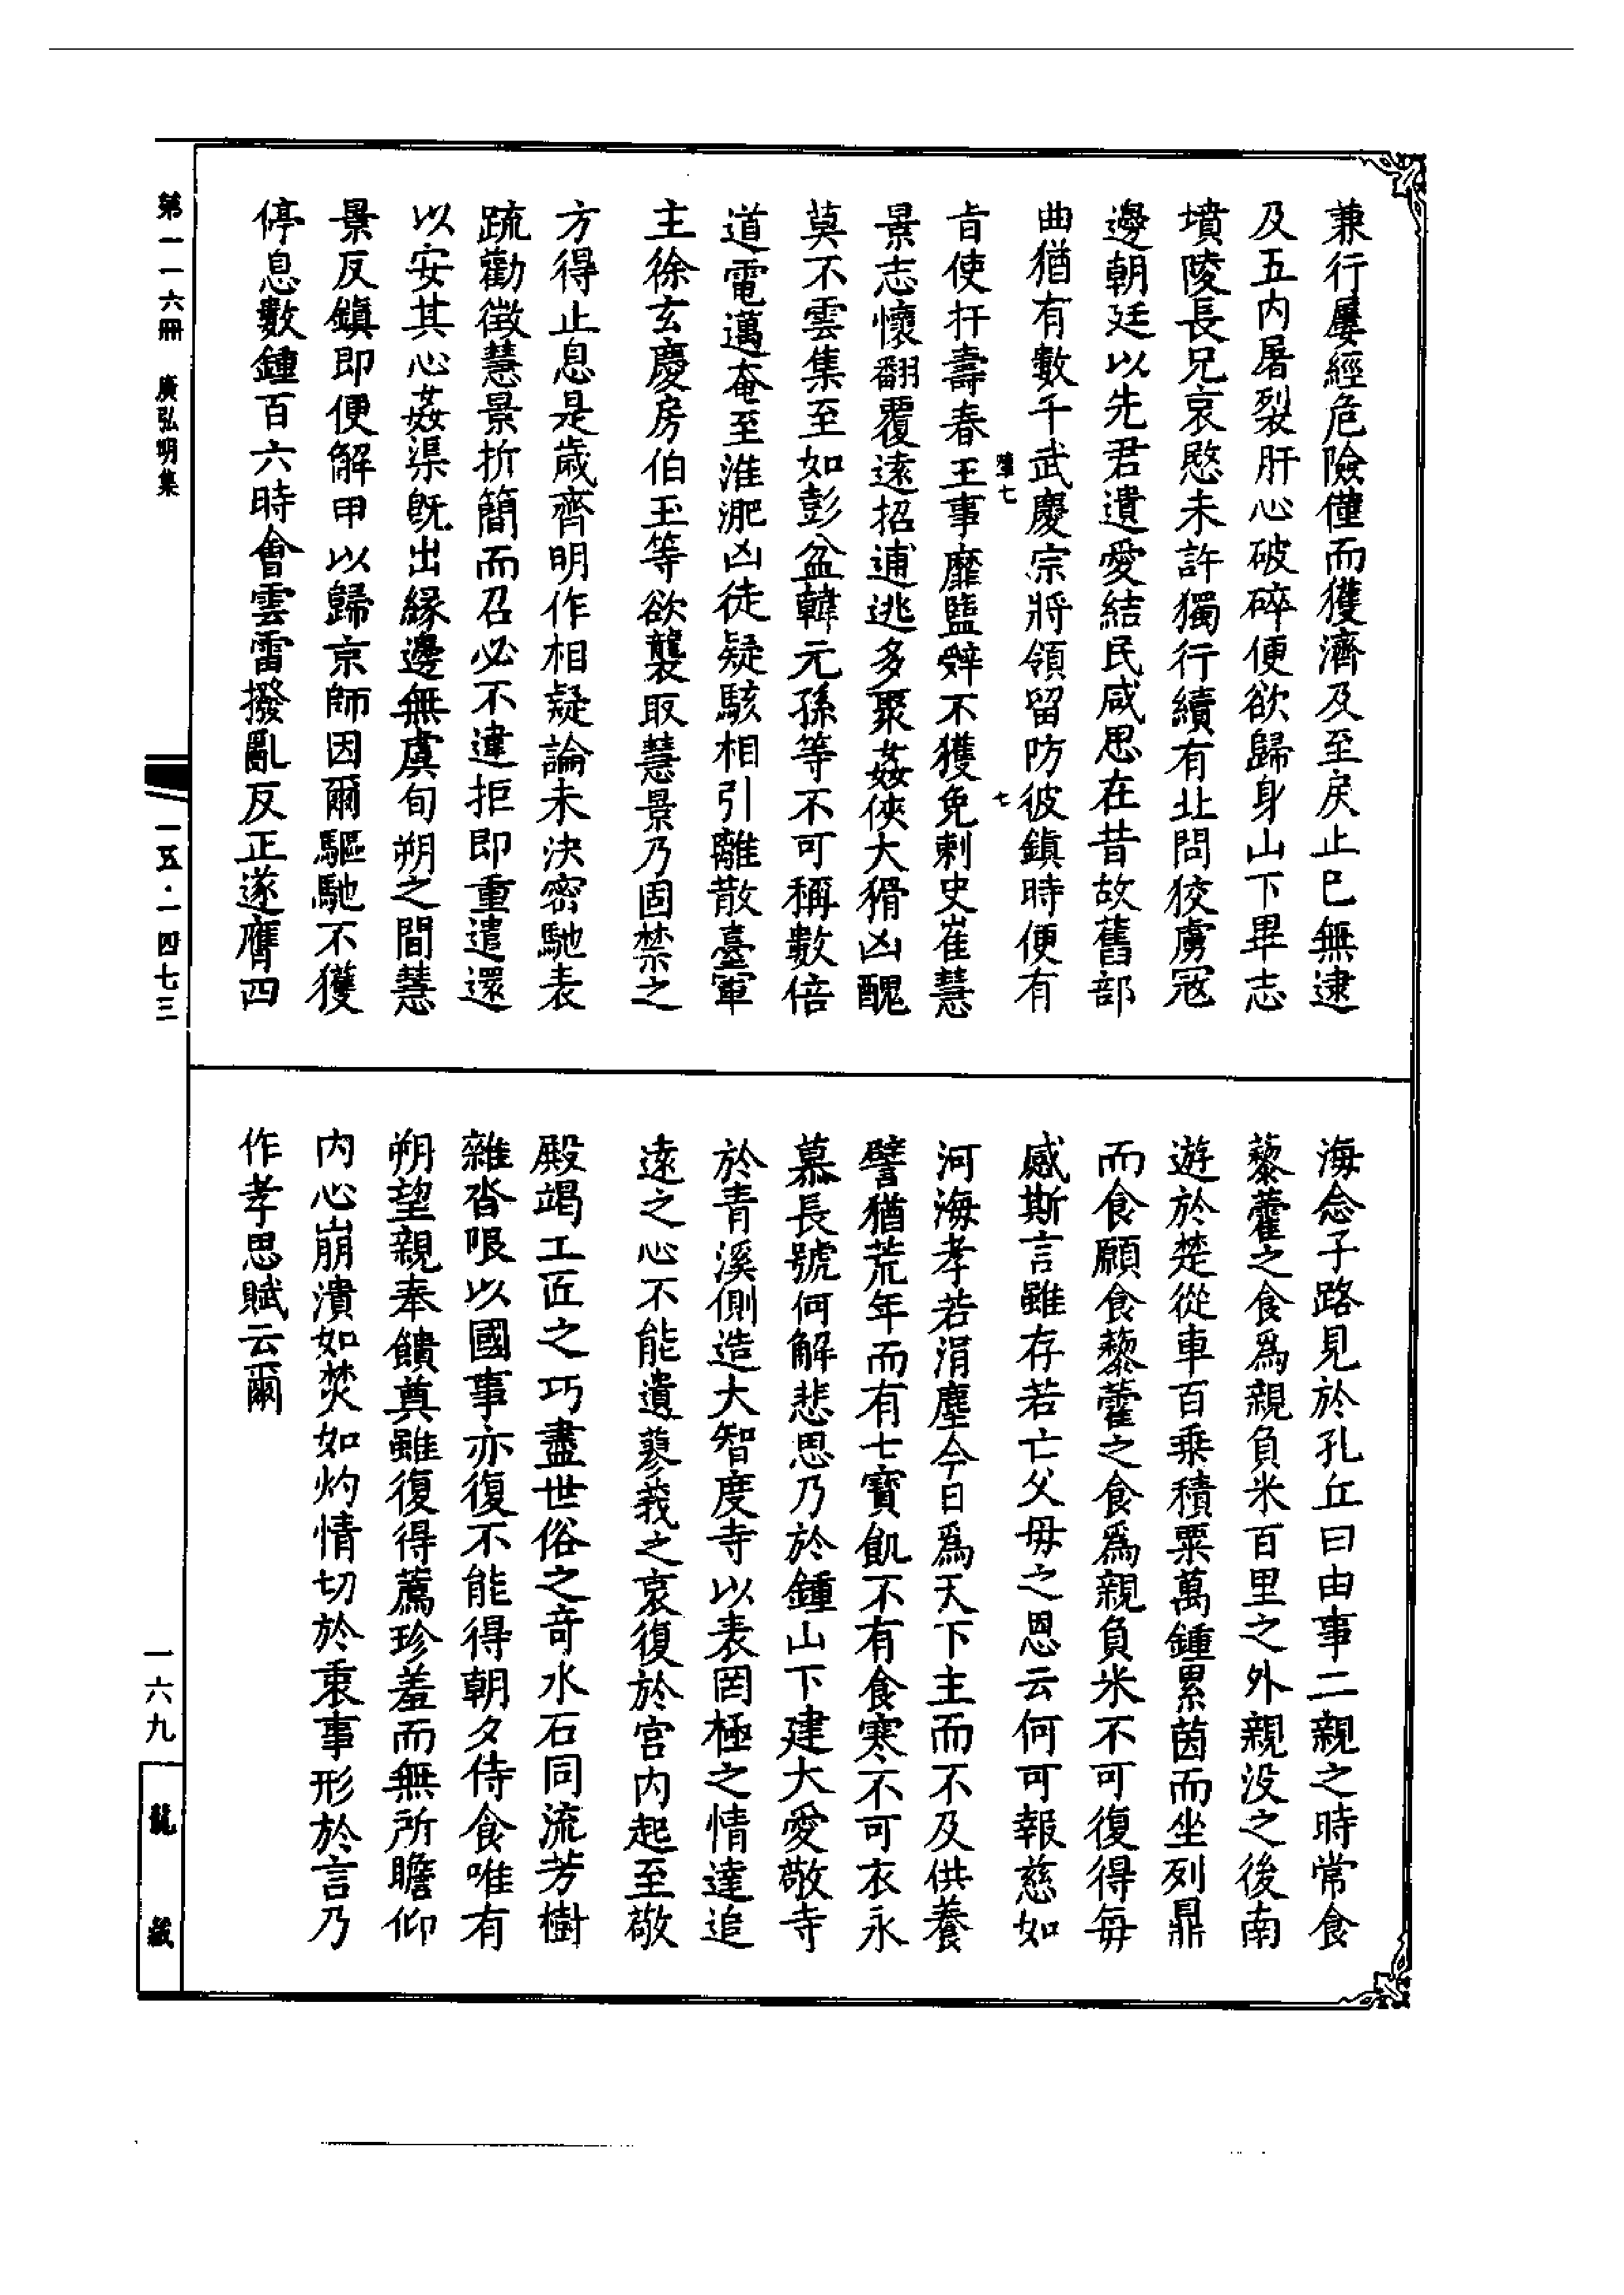 兼行屢經危險僅而獲濟及至戾止已無逮
及五内屠裂肝心破碎便欲歸身山下畢志
墳陵長兄哀愍未許獨行續有北問狡虜寇
邊朝廷以先君遺愛結民咸思在昔故舊部
曲猶有數千武慶宗將領留防彼鎮時便有
旨使扞壽春王事靡盬辤不獲免刺史崔慧
景志懷翻覆遠招逋逃多聚姦俠大猾凶醜
莫不雲集至如彭盆韓元孫等不可稱數倍
道電邁奄至淮淝凶徒疑駭相引離散臺軍
主徐玄慶房伯玉等欲襲取慧景乃固禁之
方得止息是歲齊明作相疑論未決密馳表
疏勸徵慧景折簡而召必不違拒即重遣還
以安其心姦渠旣出緣邊無虞旬朔之間慧
景反鎮即便解甲以歸京師因爾驅馳不獲
停息數鍾百六時會雲雷撥亂反正遂膺四
海念子路見於孔丘曰由事二親之時常食
藜藿之食爲親負米百里之外親没之後南
遊於楚從車百乗積粟萬鍾累茵而坐列鼎
而食願食藜藿之食爲親負米不可復得每
感斯言雖存若亡父母之恩云何可報慈如
河海孝若涓塵今日爲天下主而不及供養
譬猶荒年而有七寶飢不有食寒不可衣永
慕長號何解悲思乃於鍾山下建大愛敬寺
於青溪側造大智度寺以表罔極之情達追
遠之心不能遺蓼莪之哀復於宫内起至敬
殿竭工匠之巧盡世俗之奇水石同流芳樹
雜沓限以國事亦復不能得朝夕侍食唯有
朔望親奉饋奠雖復得薦珍羞而無所瞻仰
内心崩潰如焚如灼情切於衷事形於言乃
作孝思賦云爾
第一一六冊 廣弘明集
一五·一四七三
一六九
龍藏